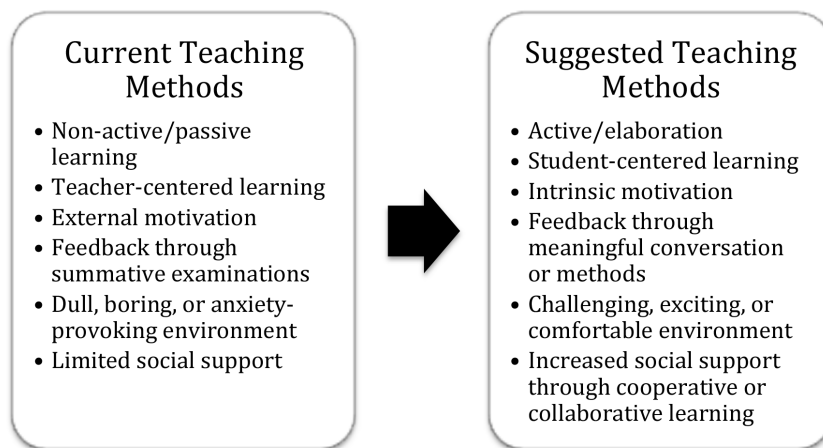 Current Teaching
Methods
• Non-active/passive
learning
• Teacher-centered learning
• External motivation
• Feedback through
summative examinations
• Dull, boring, or anxiety-
provoking environment
• Limited social support
Suggested Teaching
Methods
• Active/elaboration
• Student-centered learning
• Intrinsic motivation
• Feedback through
meaningful conversation
or methods
• Challenging, exciting, or
comfortable environment
• Increased social support
through cooperative or
collaborative learning